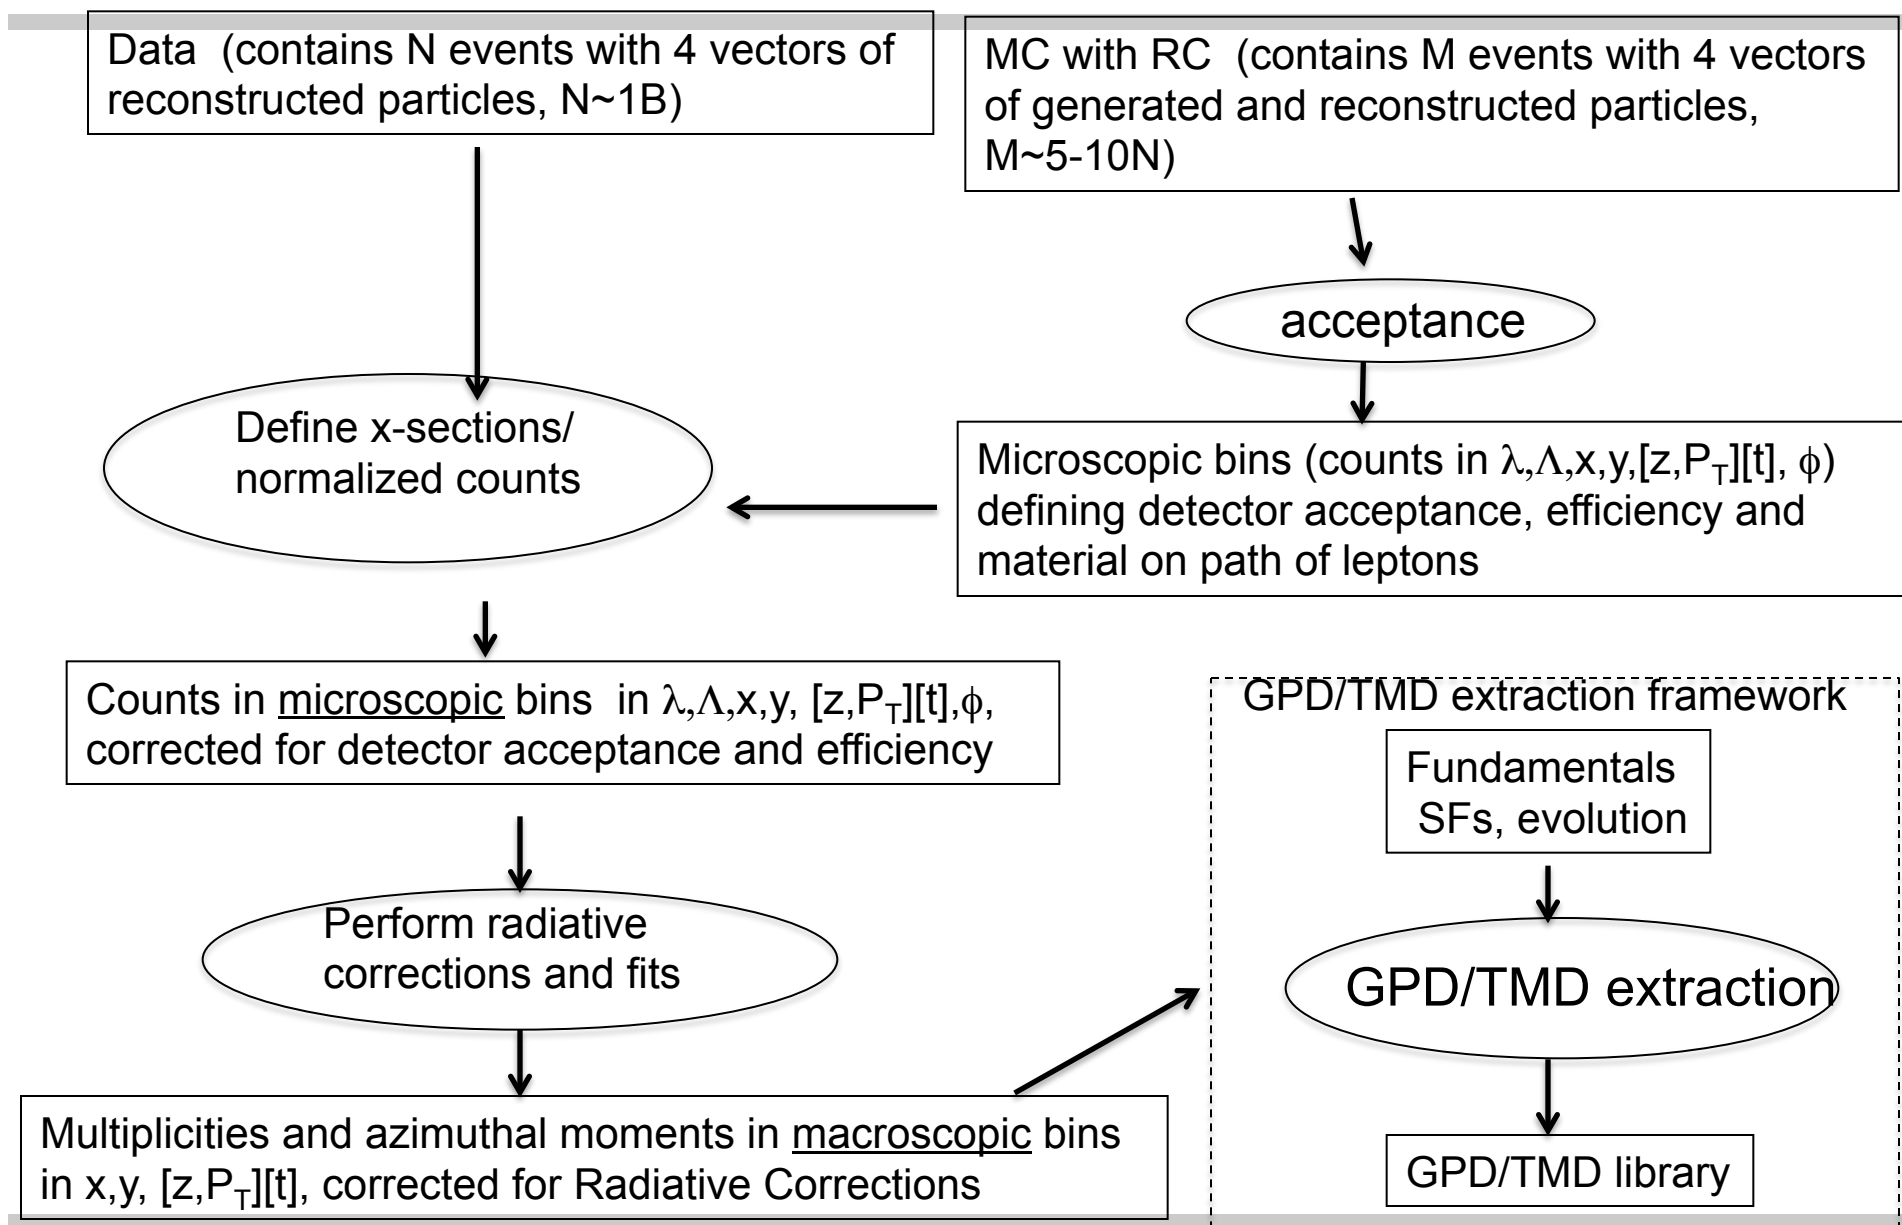 Data (contains N events with 4 vectors of
reconstructed particles, N~1B)
MC with RC (contains M events with 4 vectors
of generated and reconstructed particles,
M~5-10N)
acceptance
Define x-sections/
normalized counts
Microscopic bins (counts in λ,Λ,x,y,[z,P_T][t], ϕ)
defining detector acceptance, efficiency and
material on path of leptons
Counts in microscopic bins in λ,Λ,x,y, [z,P_T][t],ϕ,
corrected for detector acceptance and efficiency
Perform radiative
corrections and fits
Multiplicities and azimuthal moments in macroscopic bins
in x,y, [z,P_T][t], corrected for Radiative Corrections
GPD/TMD extraction framework
Fundamentals
SFs, evolution
GPD/TMD extraction
GPD/TMD library